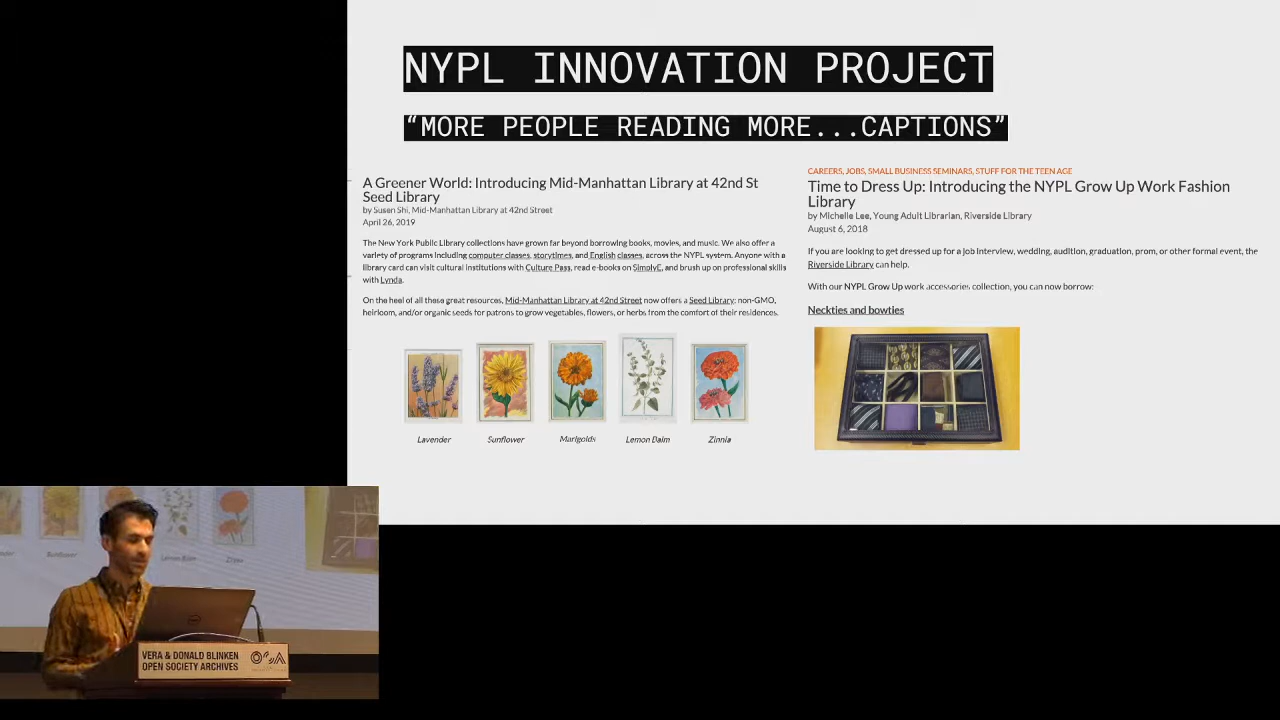 NYPL INNOVATION PROJECT
“MORE PEOPLE READING MORE...CAPTIONS”
A Greener World: Introducing Mid-Manhattan Library at 42nd St
Seed Library
by Susen Shi, Mid-Manhattan Library at 42nd Street
April 26, 2019
The New York Public Library collections have grown far beyond borrowing books, movies, and music. We also offer a
variety of programs including computer classes, storytimes, and English classes, across the NYPL system. Anyone with a
library card can visit cultural institutions with Culture Pass, read e-books on SimplyE, and brush up on professional skills
with Lynda.
On the heel of all these great resources, Mid-Manhattan Library at 42nd Street now offers a Seed Library: non-GMO,
heirloom, and/or organic seeds for patrons to grow vegetables, flowers, or herbs from the comfort of their residences.
Lavender
Sunflower
Marigolds
Lemon Balm
Zinnia
CAREERS, JOBS, SMALL BUSINESS SEMINARS, STUFF FOR THE TEEN AGE
Time to Dress Up: Introducing the NYPL Grow Up Work Fashion
Library
by Michelle Lee, Young Adult Librarian, Riverside Library
August 6, 2018
If you are looking to get dressed up for a job interview, wedding, audition, graduation, prom, or other formal event, the
Riverside Library can help.
With our NYPL Grow Up work accessories collection, you can now borrow:
Neckties and bowties
Sunflower
Lemon Balm
Zinnia
VERA & DONALD BLINKEN
OPEN SOCIETY ARCHIVES